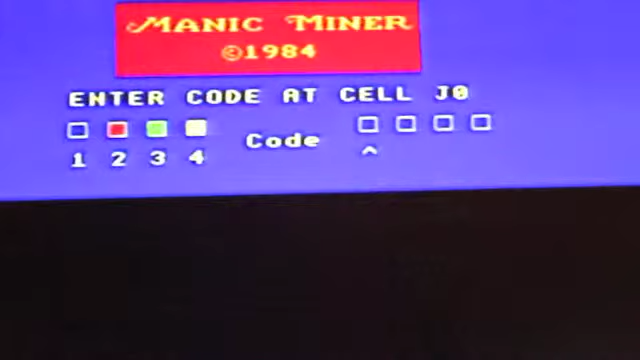 MANIC MINER
©1984
ENTER CODE AT CELL J0
Code
1 2 3 4
^